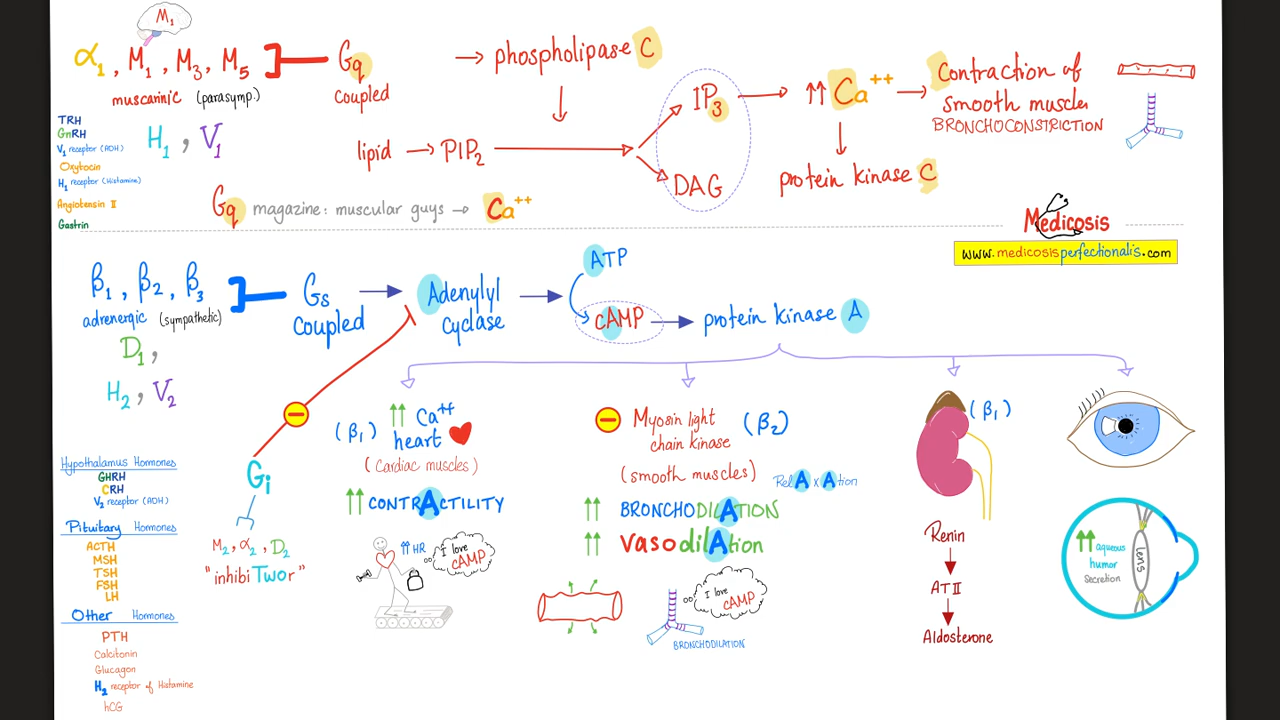 M₁
α₁, M₁, M₃, M₅
muscarinic (parasymp.)
Gq
coupled
→ phospholipase C
lipid → PIP₂
IP₃
DAG
↑↑ Ca⁺⁺
protein kinase C
Contraction of
smooth muscles
BRONCHOCONSTRICTION
H₁, V₁
TRH
GnRH
V₁ receptor (ADH)
Oxytocin
H₁ receptor (Histamine)
Angiotensin II
Gastrin
Gq magazine: muscular guys → Ca⁺⁺
Medicosis
www.medicosisperfectionalis.com
β₁, β₂, β₃
adrenergic (sympathetic)
D₁,
H₂, V₂
Gs
coupled
Adenylyl
cyclase
ATP
cAMP
protein kinase A
Gi
M₂, α₂, D₂
"inhibiTwor"
Hypothalamus Hormones
GHRH
CRH
V₂ receptor (ADH)
Pituitary Hormones
ACTH
MSH
TSH
FSH
LH
Other Hormones
PTH
Calcitonin
Glucagon
H₂ receptor of Histamine
hCG
(β₁) ↑↑ Ca⁺⁺
heart
(Cardiac muscles)
↑↑ CONTRACTILITY
↑↑ HR
I love
cAMP
Myosin light
chain kinase
(β₂)
(smooth muscles)
RelAxAtion
↑↑ BRONCHODILATION
↑↑ vasodilAtion
I love
cAMP
BRONCHODILATION
(β₁)
Renin
ATII
Aldosterone
↑↑ aqueous
humor
Secretion
Lens